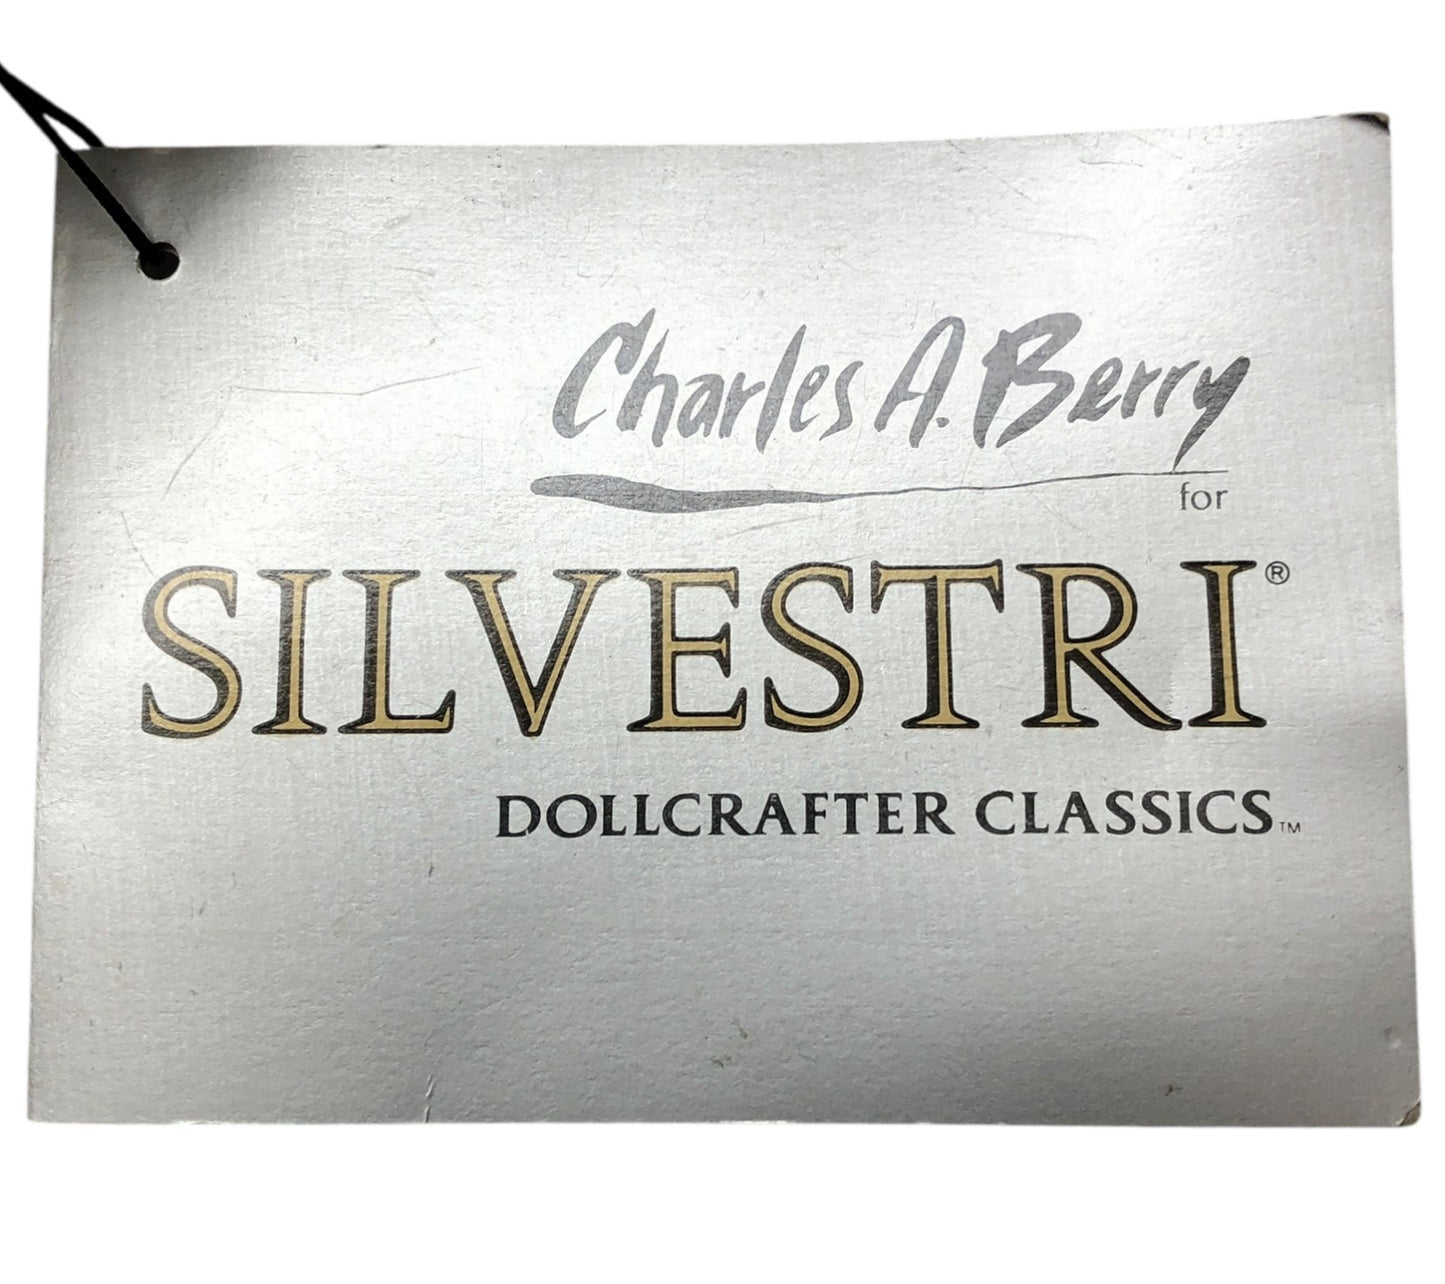 Charles A. Berry
for
SILVESTRI®
DOLLCRAFTER CLASSICS™